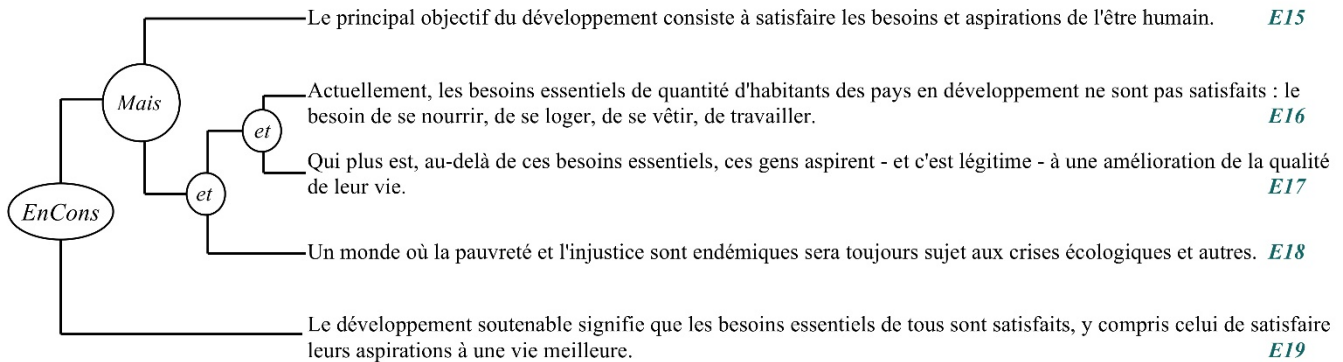 Le principal objectif du développement consiste à satisfaire les besoins et aspirations de l'être humain. E15
Mais
Actuellement, les besoins essentiels de quantité d'habitants des pays en développement ne sont pas satisfaits : le
besoin de se nourrir, de se loger, de se vêtir, de travailler. E16
et
Qui plus est, au-delà de ces besoins essentiels, ces gens aspirent - et c'est légitime - à une amélioration de la qualité
de leur vie. E17
et
EnCons
Un monde où la pauvreté et l'injustice sont endémiques sera toujours sujet aux crises écologiques et autres. E18
Le développement soutenable signifie que les besoins essentiels de tous sont satisfaits, y compris celui de satisfaire
leurs aspirations à une vie meilleure. E19